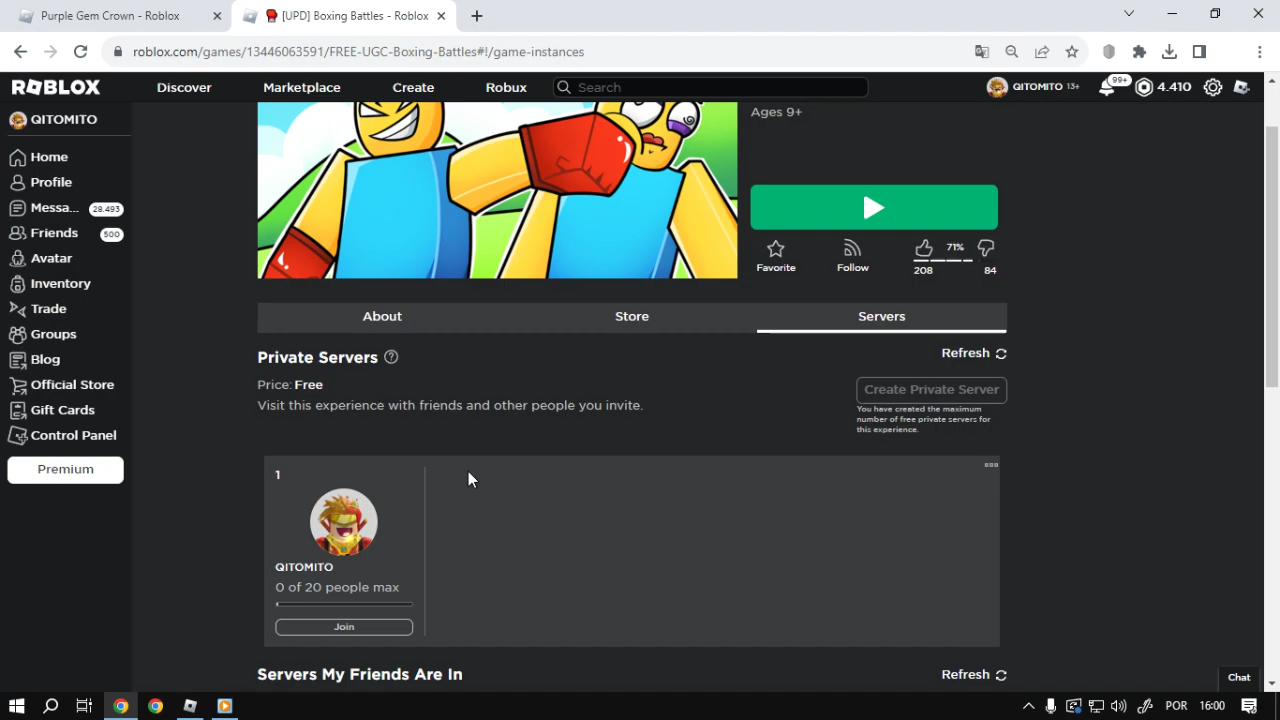 Purple Gem Crown - Roblox
[UPD] Boxing Battles - Roblox
roblox.com/games/13446063591/FREE-UGC-Boxing-Battles#!/game-instances
ROBLOX
Discover
Marketplace
Create
Robux
Search
QITOMITO 13+
99+
4.410
QITOMITO
Home
Profile
Messa... 28.493
Friends 500
Avatar
Inventory
Trade
Groups
Blog
Official Store
Gift Cards
Control Panel
Premium
Ages 9+
Favorite
Follow
208
71%
84
About
Store
Servers
Private Servers
Refresh
Price: Free
Visit this experience with friends and other people you invite.
Create Private Server
You have created the maximum
number of free private servers for
this experience.
1
QITOMITO
0 of 20 people max
Join
Servers My Friends Are In
Refresh
Chat
POR
16:00